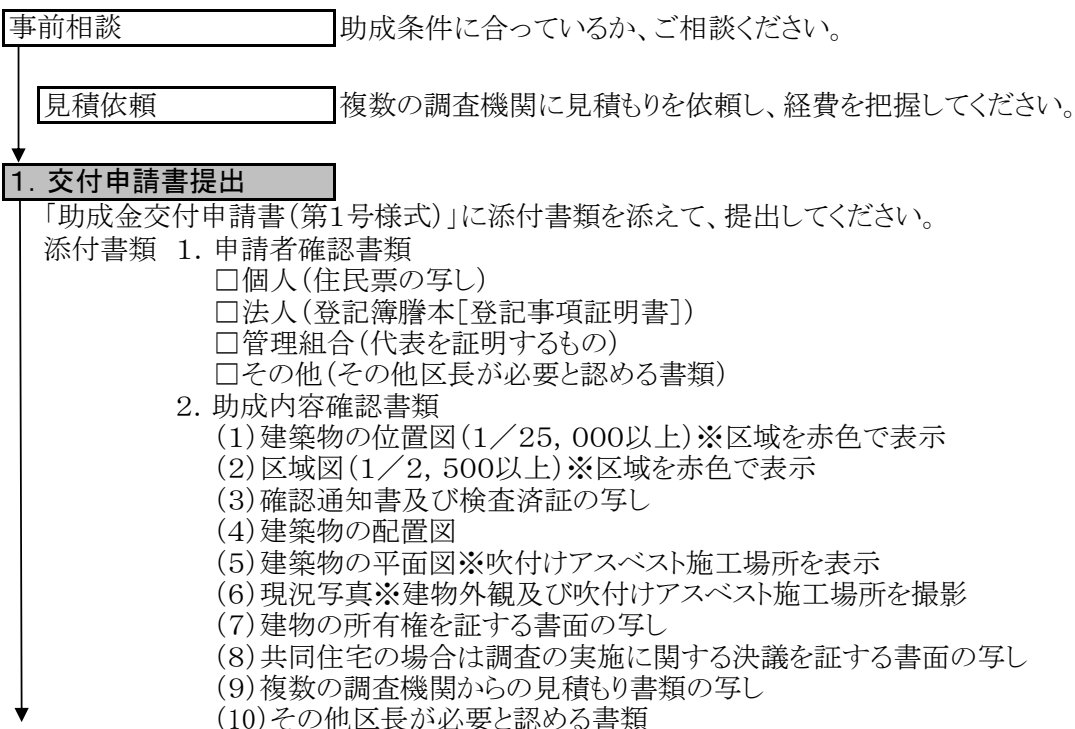 事前相談 助成条件に合っているか、ご相談ください。
見積依頼 複数の調査機関に見積もりを依頼し、経費を把握してください。
1．交付申請書提出
「助成金交付申請書（第1号様式）」に添付書類を添えて、提出してください。
添付書類 1．申請者確認書類
□個人（住民票の写し）
□法人（登記簿謄本［登記事項証明書］）
□管理組合（代表を証明するもの）
□その他（その他区長が必要と認める書類）
2．助成内容確認書類
（1）建築物の位置図（1／25，000以上）※区域を赤色で表示
（2）区域図（1／2，500以上）※区域を赤色で表示
（3）確認通知書及び検査済証の写し
（4）建築物の配置図
（5）建築物の平面図※吹付けアスベスト施工場所を表示
（6）現況写真※建物外観及び吹付けアスベスト施工場所を撮影
（7）建物の所有権を証する書面の写し
（8）共同住宅の場合は調査の実施に関する決議を証する書面の写し
（9）複数の調査機関からの見積もり書類の写し
（10）その他区長が必要と認める書類